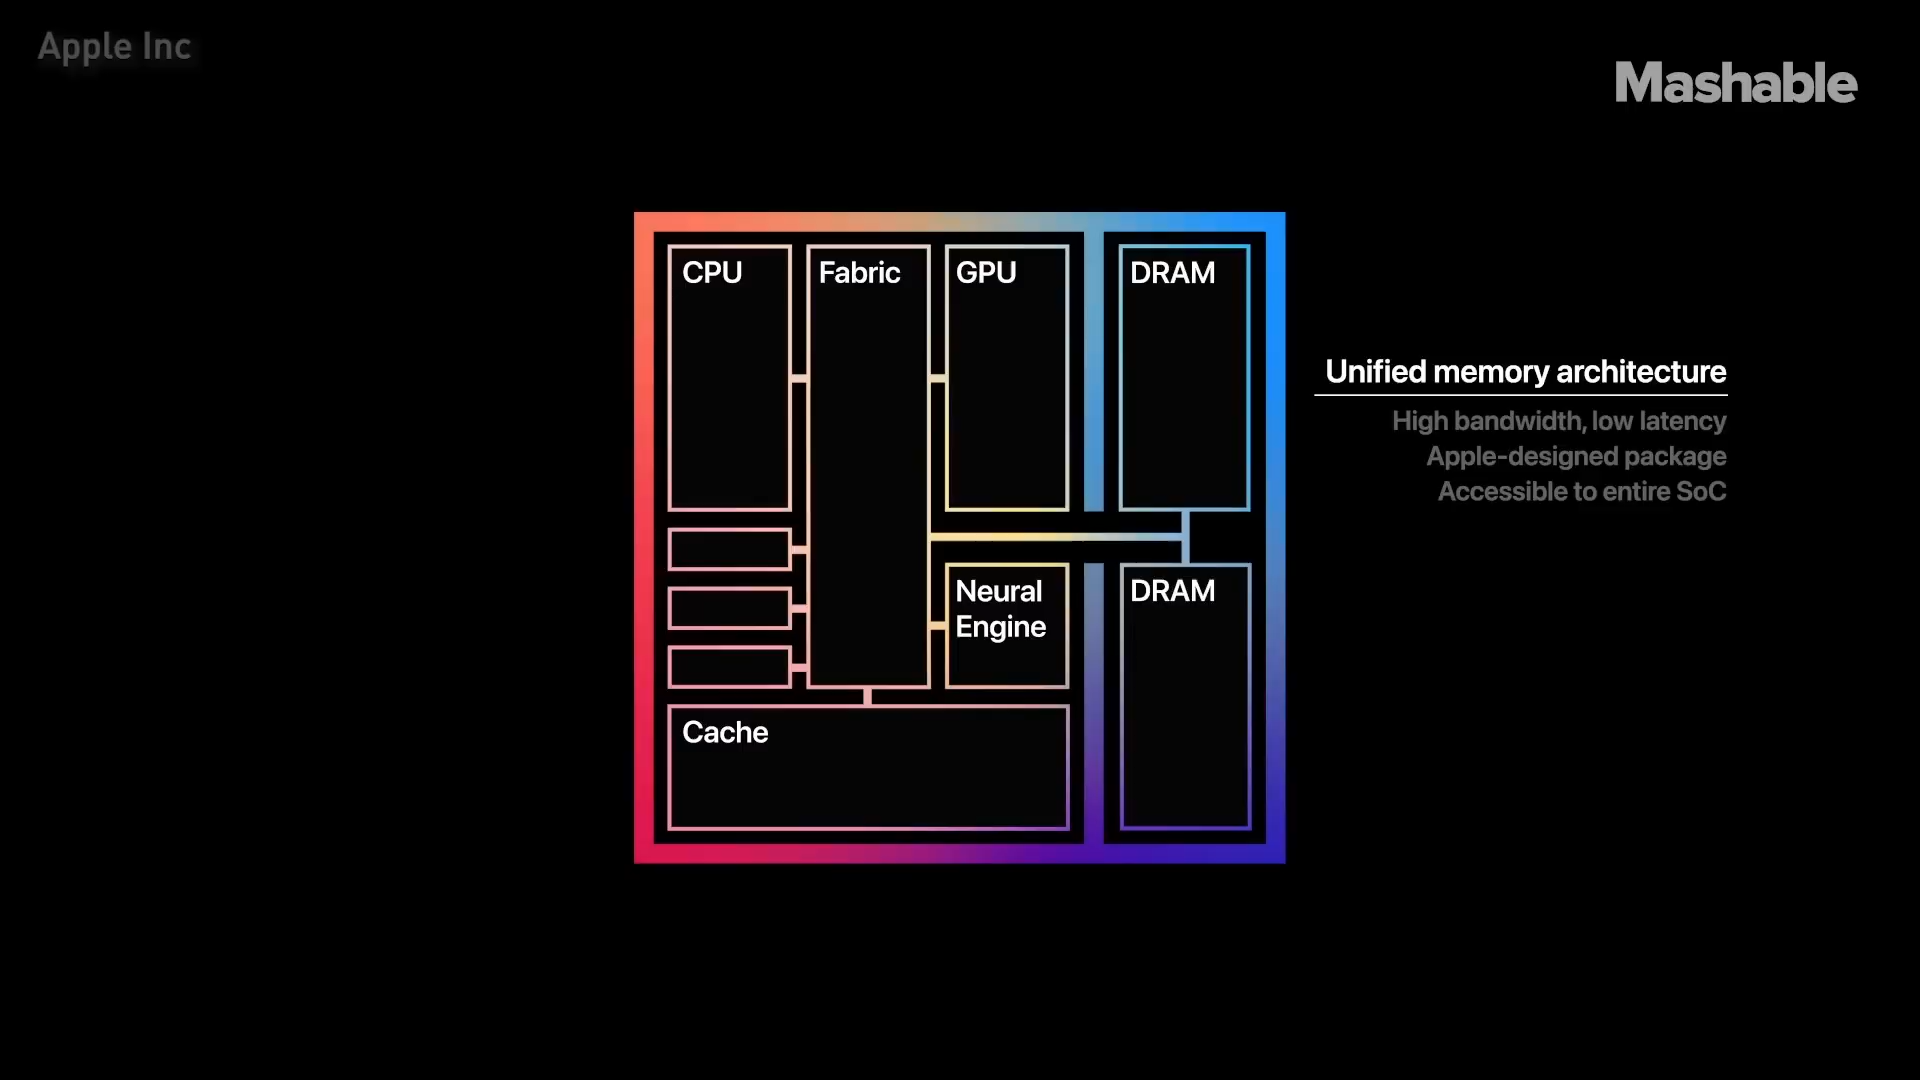 Apple Inc
Mashable
CPU
Fabric
GPU
DRAM
Unified memory architecture
High bandwidth, low latency
Apple-designed package
Accessible to entire SoC
Neural
Engine
DRAM
Cache